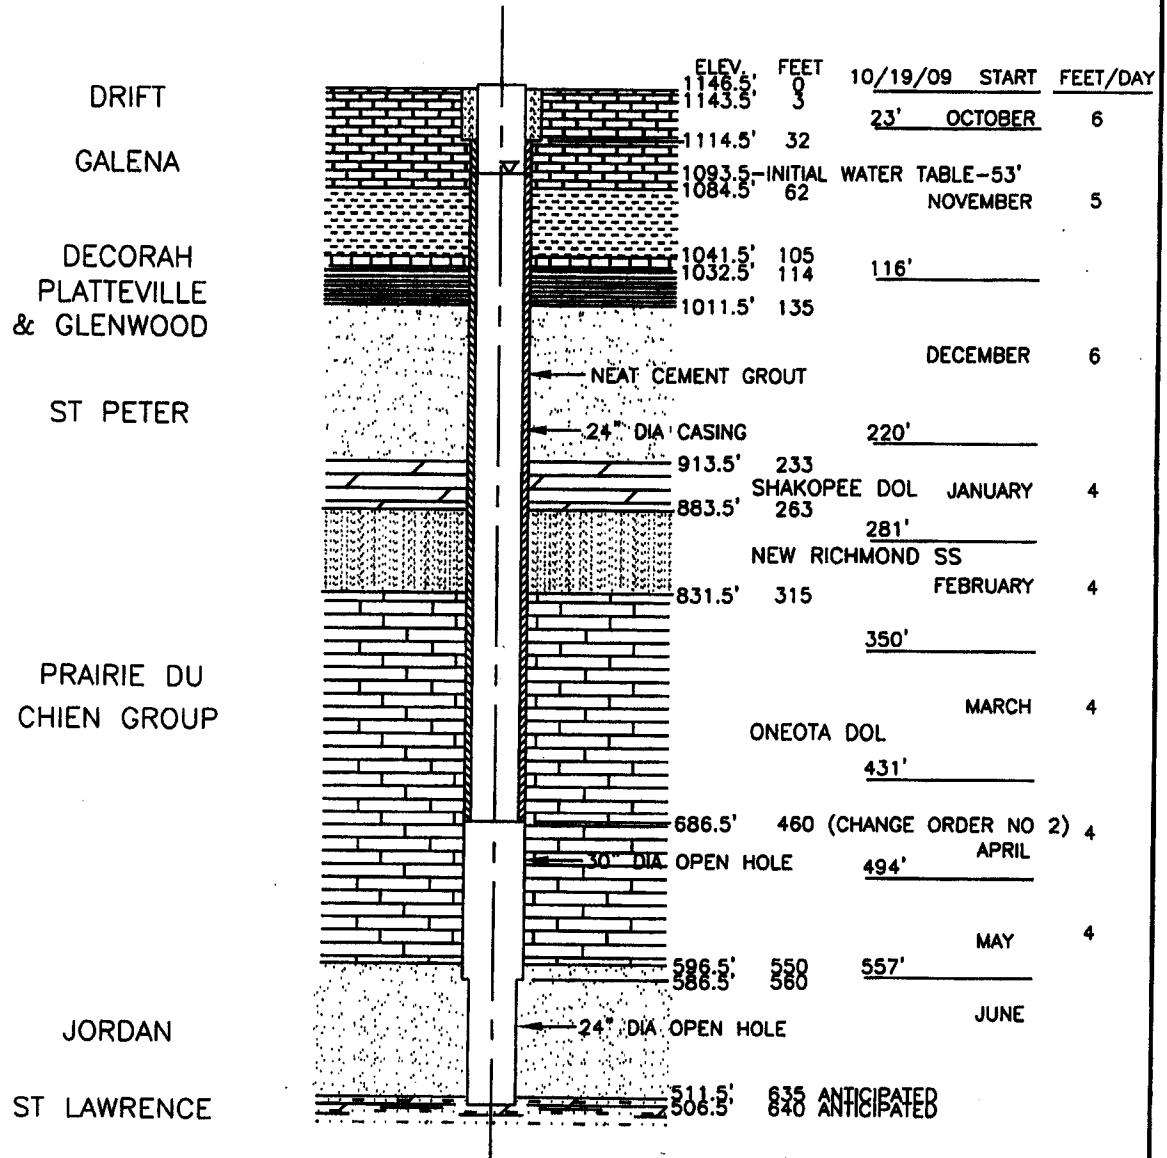 ELEV. FEET 10/19/09 START FEET/DAY
DRIFT
1146.5' 0
1143.5' 3
23' OCTOBER 6
1114.5' 32
GALENA
1093.5-INITIAL WATER TABLE-53'
1084.5' 62
NOVEMBER 5
DECORAH
1041.5' 105
1032.5' 114
116'
PLATTEVILLE
& GLENWOOD
1011.5' 135
DECEMBER 6
NEAT CEMENT GROUT
ST PETER
24" DIA CASING
220'
913.5' 233
SHAKOPEE DOL JANUARY 4
883.5' 263
281'
NEW RICHMOND SS
FEBRUARY 4
831.5' 315
350'
PRAIRIE DU
CHIEN GROUP
MARCH 4
ONEOTA DOL
431'
686.5' 460 (CHANGE ORDER NO 2) 4
APRIL
30" DIA OPEN HOLE
494'
MAY 4
596.5' 550 557'
586.5' 560
JUNE
JORDAN
24" DIA OPEN HOLE
511.5' 635 ANTICIPATED
506.5' 640 ANTICIPATED
ST LAWRENCE